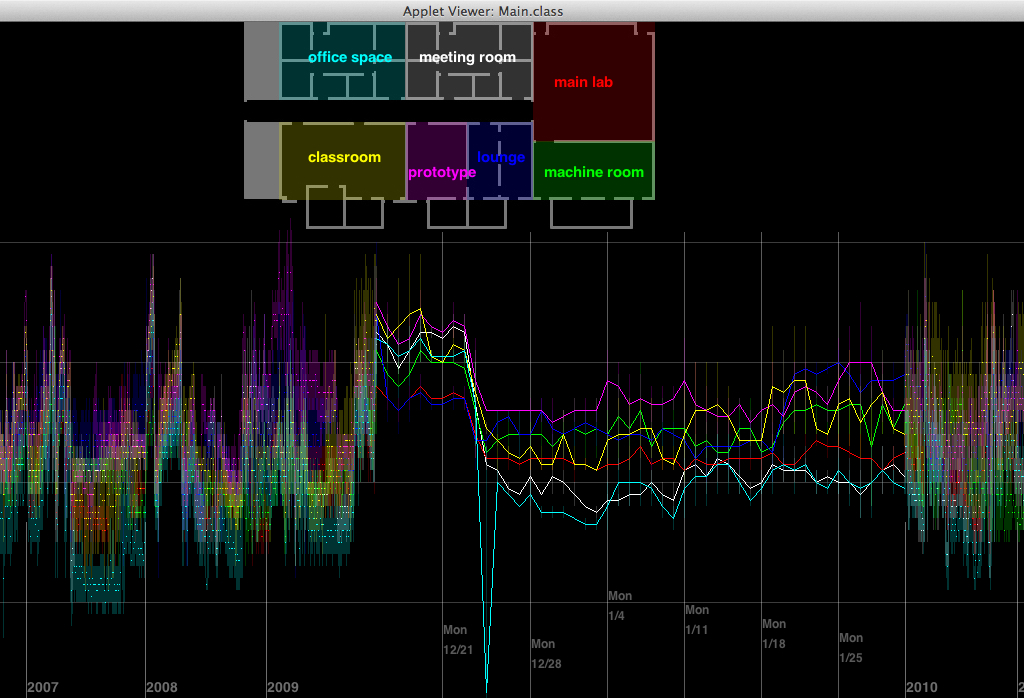 Applet Viewer: Main.class
office space
meeting room
main lab
classroom
prototype
lounge
machine room
Mon
12/21
Mon
12/28
Mon
1/4
Mon
1/11
Mon
1/18
Mon
1/25
2007
2008
2009
2010